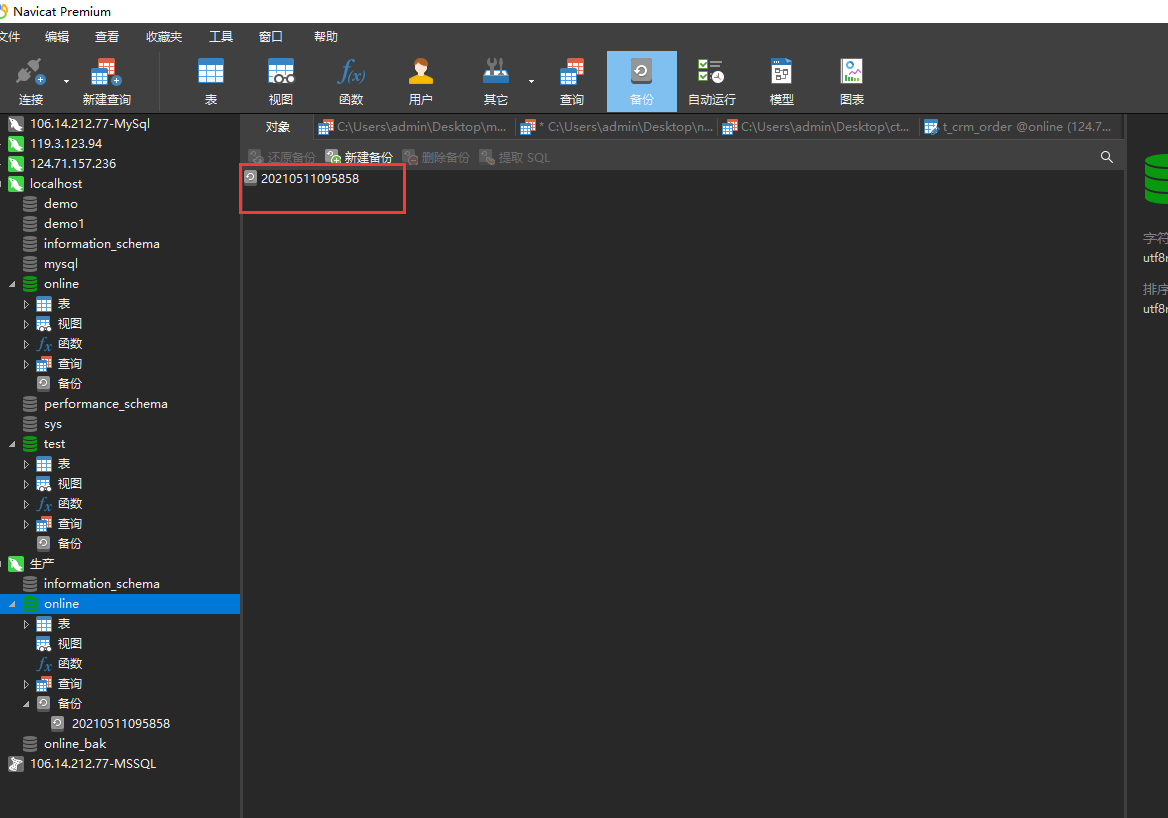 Navicat Premium
文件 编辑 查看 收藏夹 工具 窗口 帮助
连接 新建查询 表 视图 函数 用户 其它 查询 备份 自动运行 模型 图表
106.14.212.77-MySql
119.3.123.94
124.71.157.236
localhost
demo
demo1
information_schema
mysql
online
表
视图
函数
查询
备份
performance_schema
sys
test
表
视图
函数
查询
备份
生产
information_schema
online
表
视图
函数
查询
备份
20210511095858
online_bak
106.14.212.77-MSSQL
对象 C:\Users\admin\Desktop\m... * C:\Users\admin\Desktop\n... C:\Users\admin\Desktop\ct... t_crm_order @online (124.7...
还原备份 新建备份 删除备份 提取 SQL
20210511095858
字符
utf8
排序
utf8